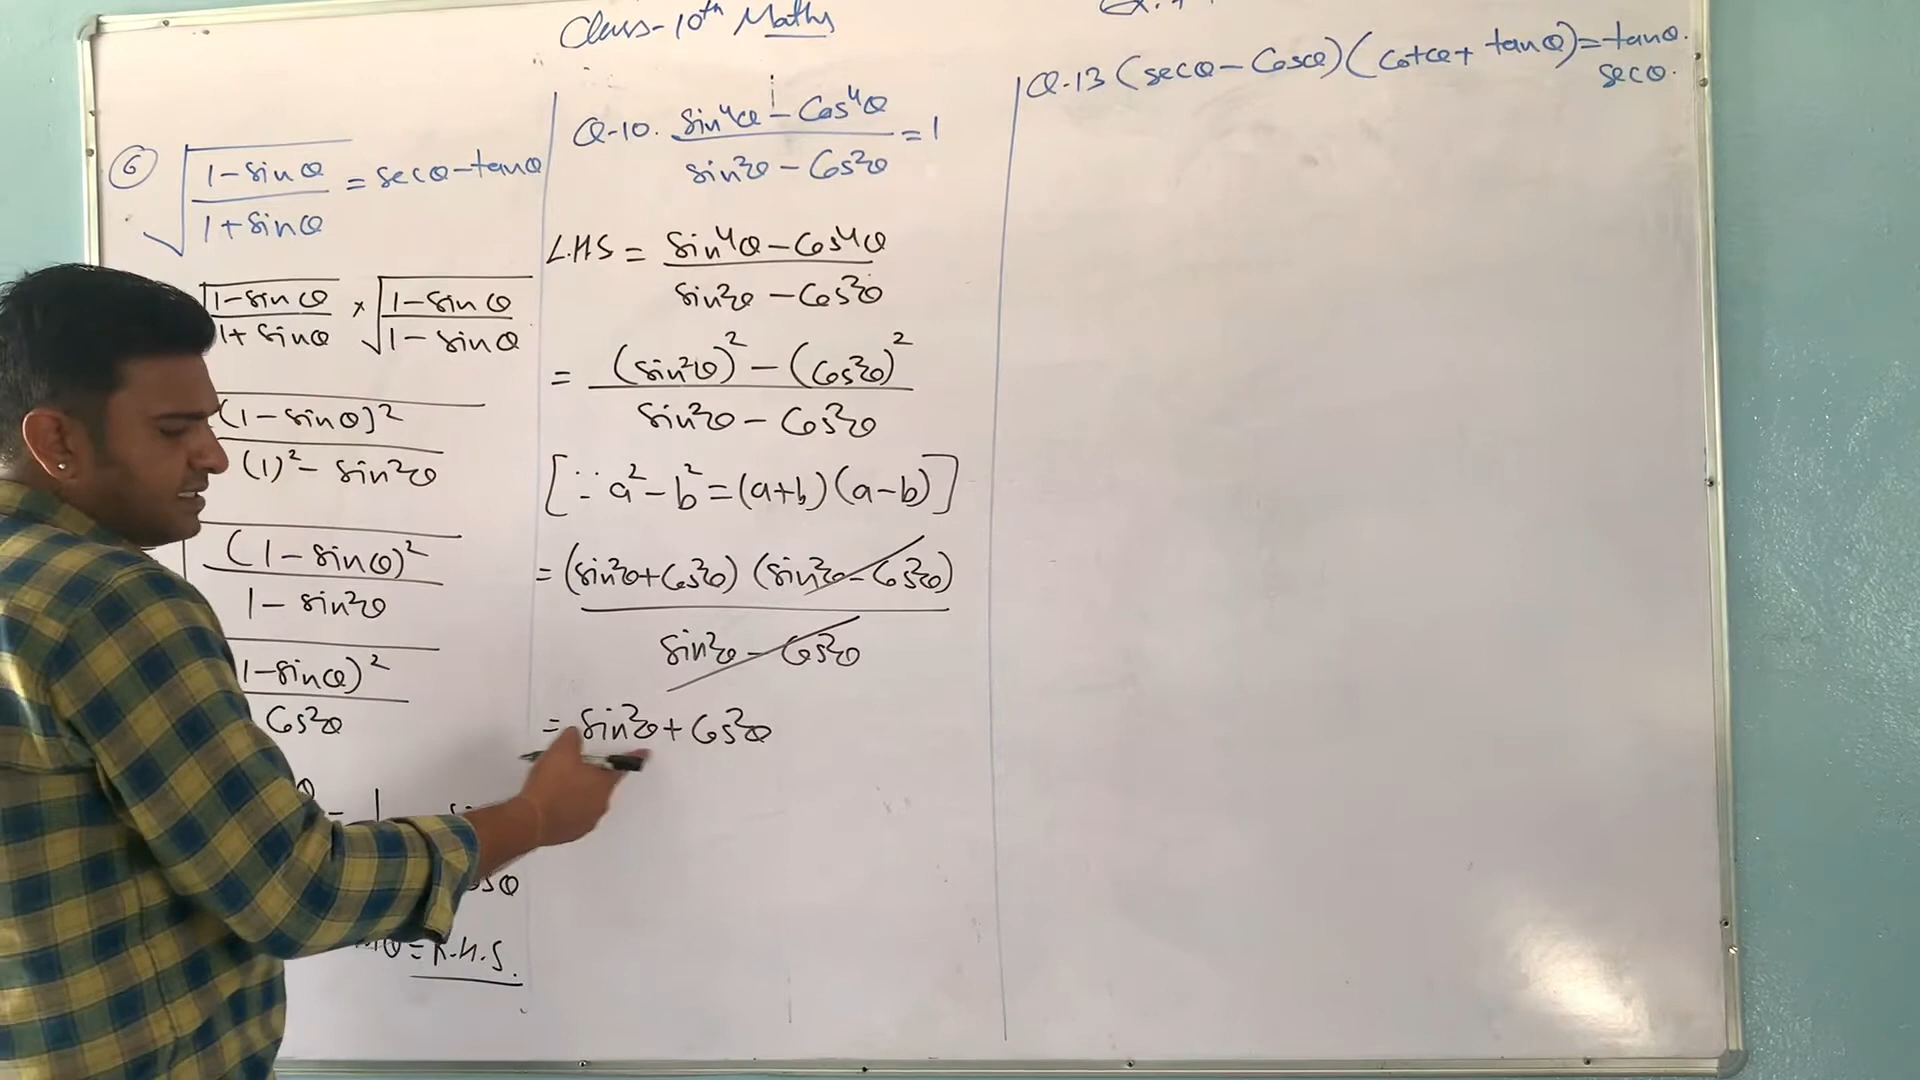 Class-10th Maths
⑥ √((1-sinθ)/(1+sinθ)) = secθ-tanθ
√((1-sinθ)/(1+sinθ)) × √((1-sinθ)/(1-sinθ))
(1-sinθ)²
(1)²- sin²θ
(1-sinθ)²
1- sin²θ
1-sinθ)²
Cos²θ
= R.H.S.
Q-10. (sin⁴θ - Cos⁴θ)/(sin²θ - Cos²θ) = 1
L.H.S = (sin⁴θ - Cos⁴θ)/(sin²θ - Cos²θ)
= ((sin²θ)² - (Cos²θ)²)/(sin²θ - Cos²θ)
[∵ a²-b² = (a+b)(a-b)]
= (sin²θ+Cos²θ) (sin²θ-Cos²θ)
sin²θ - Cos²θ
= sin²θ + Cos²θ
Q.13 (secθ - Cosθ)(cotθ+ tanθ)=tanθ.
secθ.